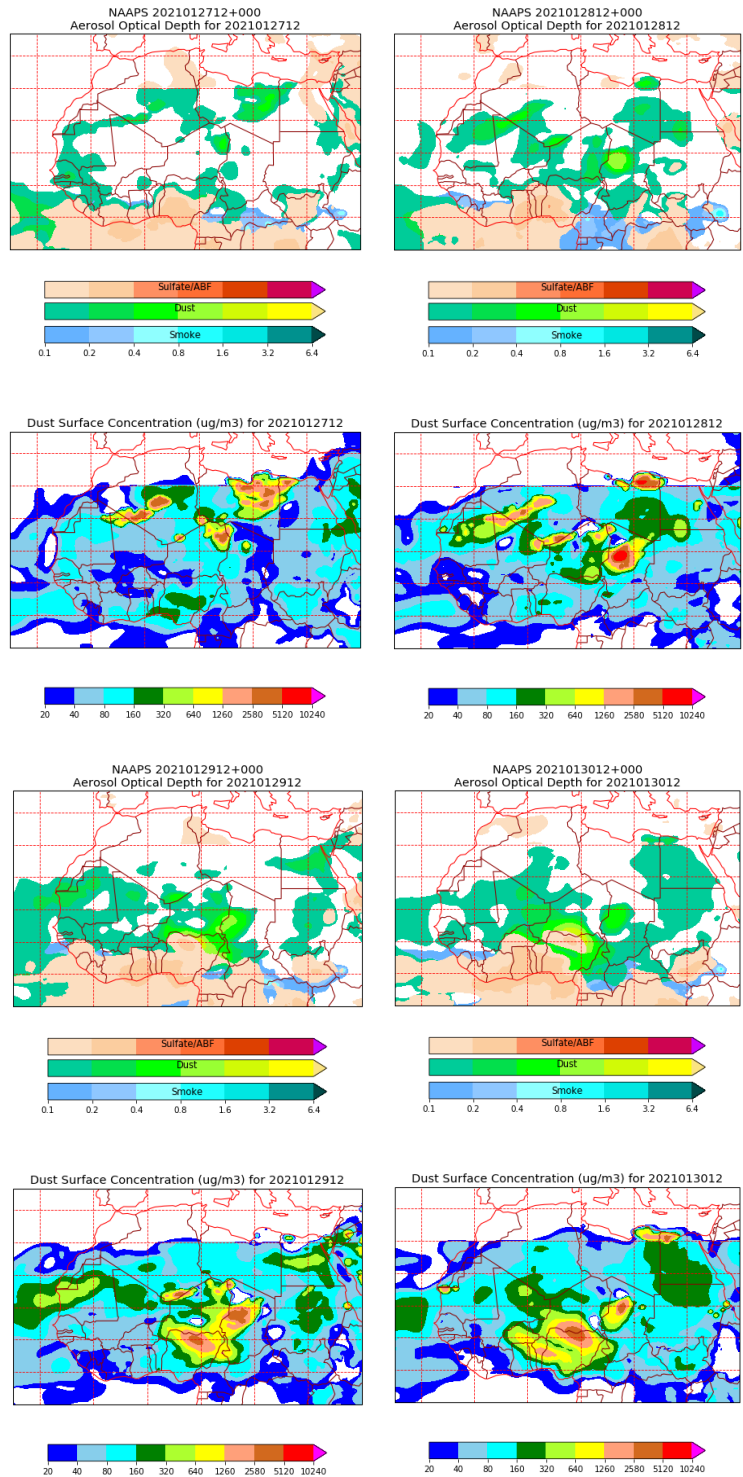 NAAPS 2021012712+000
Aerosol Optical Depth for 2021012712
NAAPS 2021012812+000
Aerosol Optical Depth for 2021012812
Sulfate/ABF
Dust
Smoke
0.1 0.2 0.4 0.8 1.6 3.2 6.4
Sulfate/ABF
Dust
Smoke
0.1 0.2 0.4 0.8 1.6 3.2 6.4
Dust Surface Concentration (ug/m3) for 2021012712
Dust Surface Concentration (ug/m3) for 2021012812
20 40 80 160 320 640 1260 2580 5120 10240
20 40 80 160 320 640 1260 2580 5120 10240
NAAPS 2021012912+000
Aerosol Optical Depth for 2021012912
NAAPS 2021013012+000
Aerosol Optical Depth for 2021013012
Sulfate/ABF
Dust
Smoke
0.1 0.2 0.4 0.8 1.6 3.2 6.4
Sulfate/ABF
Dust
Smoke
0.1 0.2 0.4 0.8 1.6 3.2 6.4
Dust Surface Concentration (ug/m3) for 2021012912
Dust Surface Concentration (ug/m3) for 2021013012
20 40 80 160 320 640 1260 2580 5120 10240
20 40 80 160 320 640 1260 2580 5120 10240